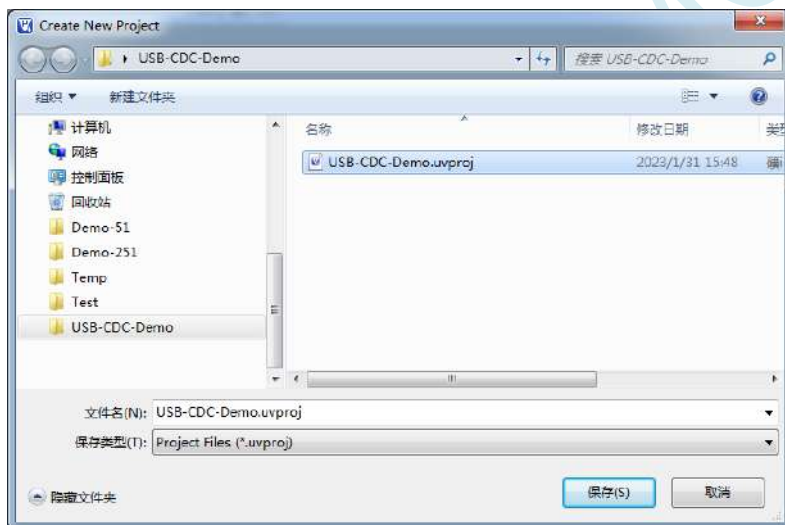 Create New Project
USB-CDC-Demo
搜索 USB-CDC-Demo
组织
新建文件夹
计算机
网络
控制面板
回收站
Demo-51
Demo-251
Temp
Test
USB-CDC-Demo
名称
修改日期
类型
USB-CDC-Demo.uvproj
2023/1/31 15:48
文件名(N): USB-CDC-Demo.uvproj
保存类型(T): Project Files (*.uvproj)
隐藏文件夹
保存(S)
取消